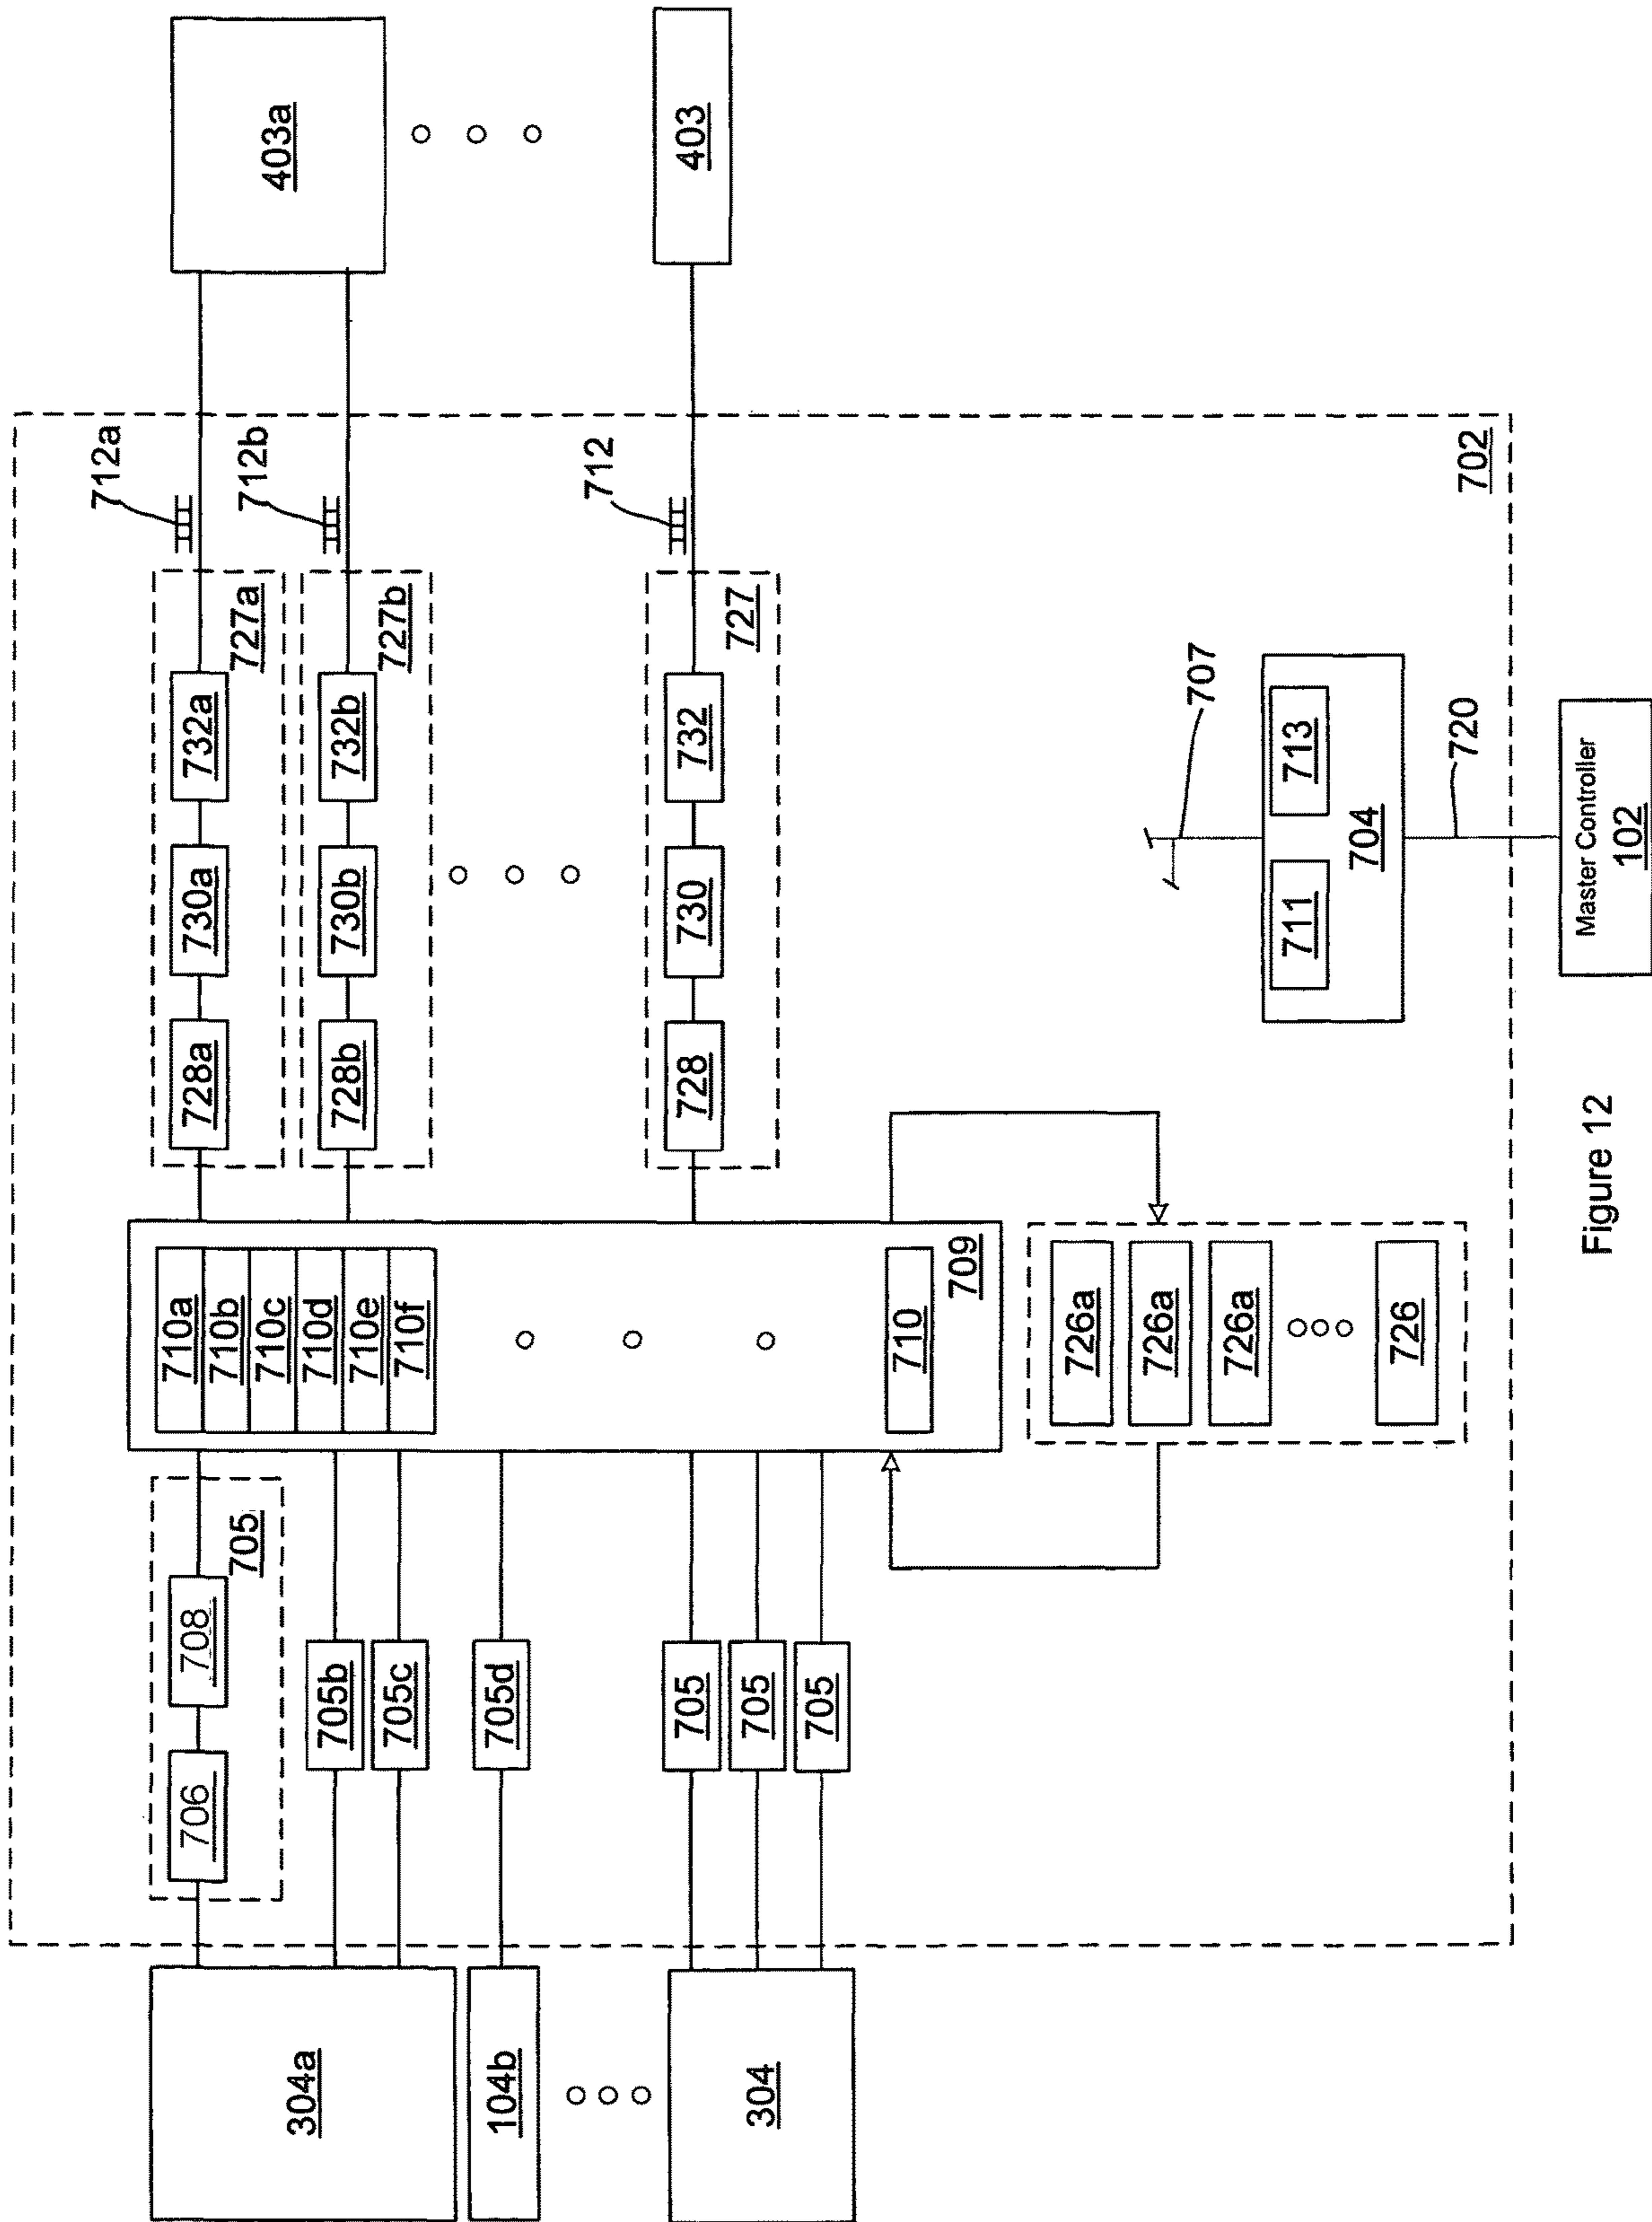 304a
104b
304
706
708
705
705b
705c
705d
705
705
705
710a
710b
710c
710d
710e
710f
710
709
726a
726a
726a
726
728a
730a
732a
727a
728b
730b
732b
727b
728
730
732
727
712a
712b
712
403a
403
707
711
713
704
720
702
Master Controller
102
Figure 12